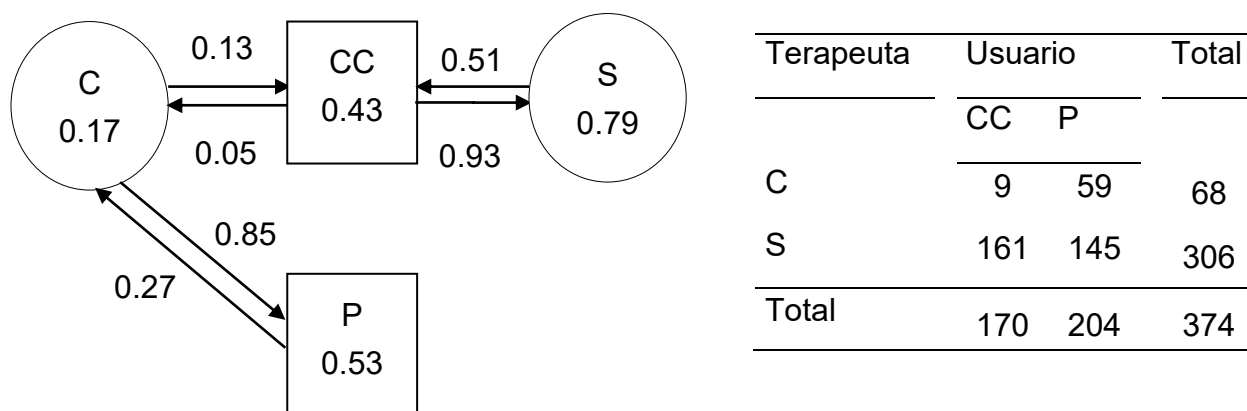 C
0.17
0.13
0.05
CC
0.43
0.51
0.93
S
0.79
0.85
0.27
P
0.53
Terapeuta Usuario Total
CC P
C 9 59 68
S 161 145 306
Total 170 204 374